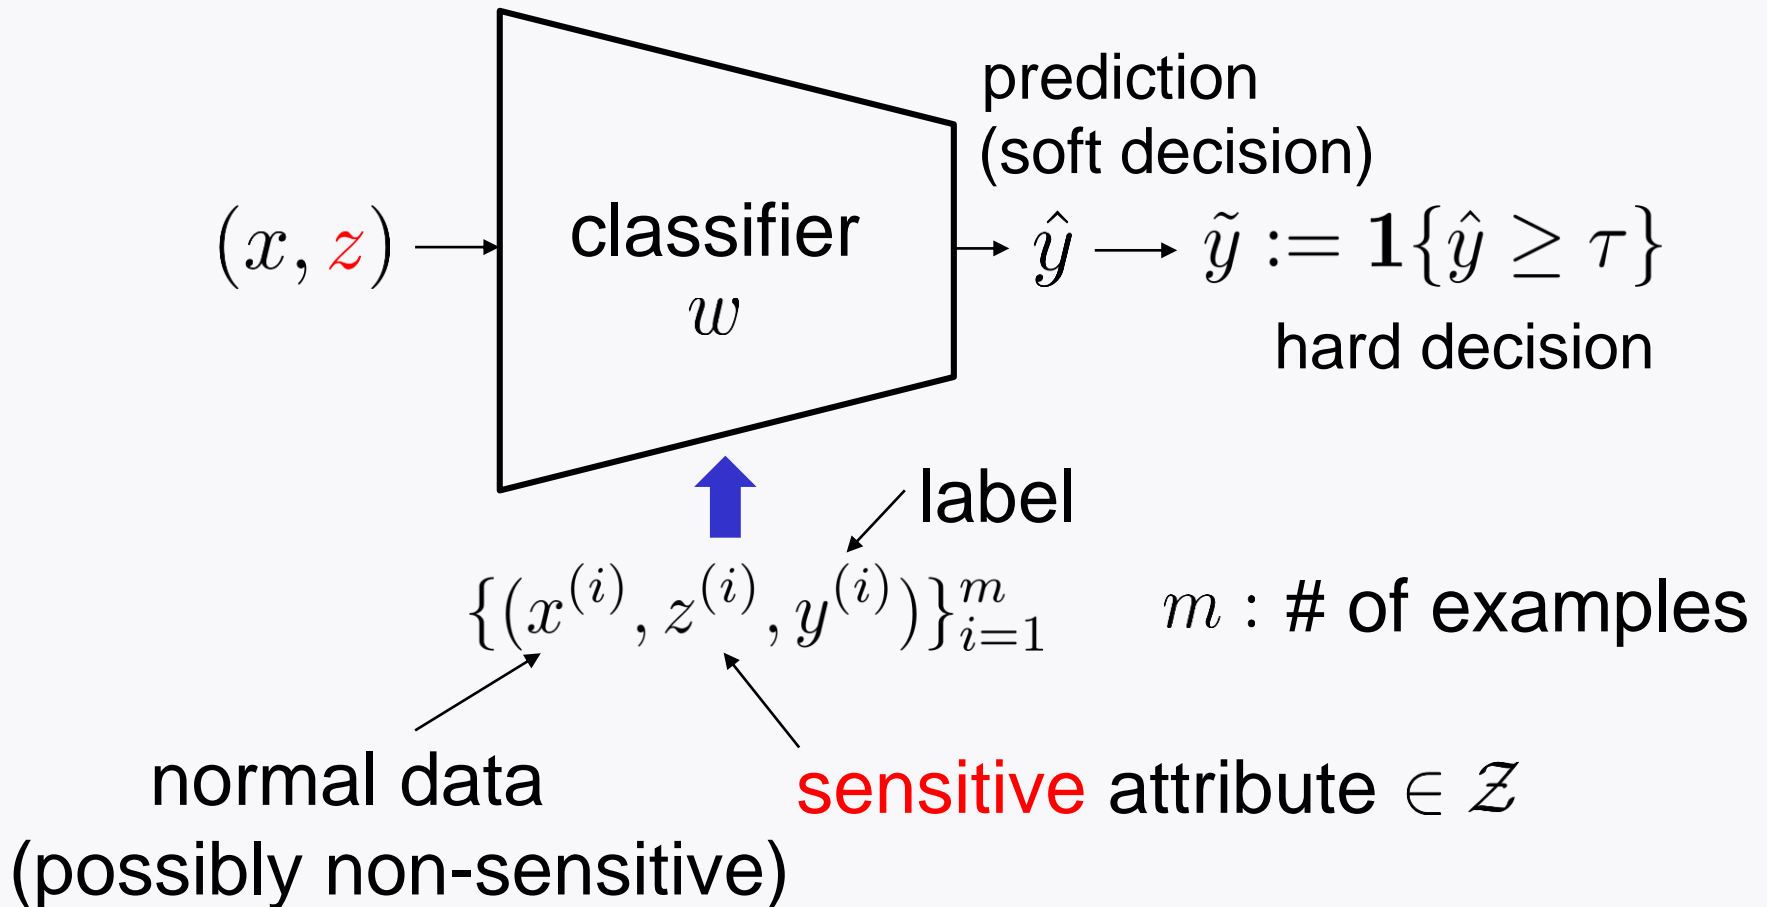 prediction
(soft decision)
(x, z)
classifier
w
ŷ
ỹ := 1{ŷ ≥ τ}
hard decision
label
{(x^(i), z^(i), y^(i))}_{i=1}^m
m : # of examples
normal data
(possibly non-sensitive)
sensitive attribute ∈ 𝒵